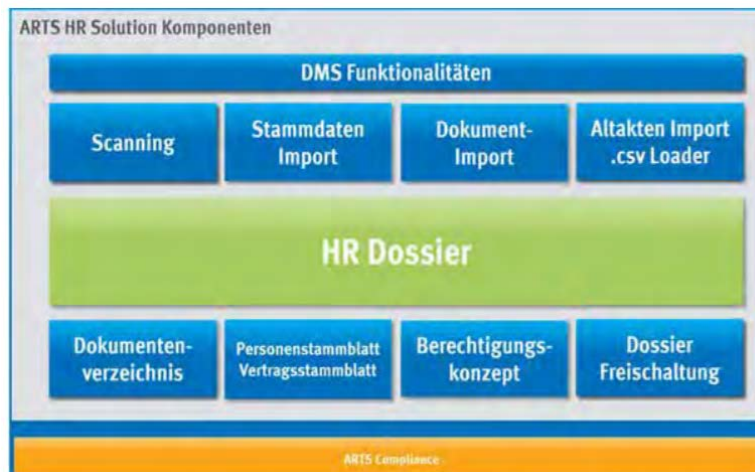 ARTS HR Solution Komponenten
DMS Funktionalitäten
Scanning
Stammdaten
Import
Dokument-
Import
Altakten Import
.csv Loader
HR Dossier
Dokumenten-
verzeichnis
Personenstammblatt
Vertragsstammblatt
Berechtigungs-
konzept
Dossier
Freischaltung
ARTS Compliance